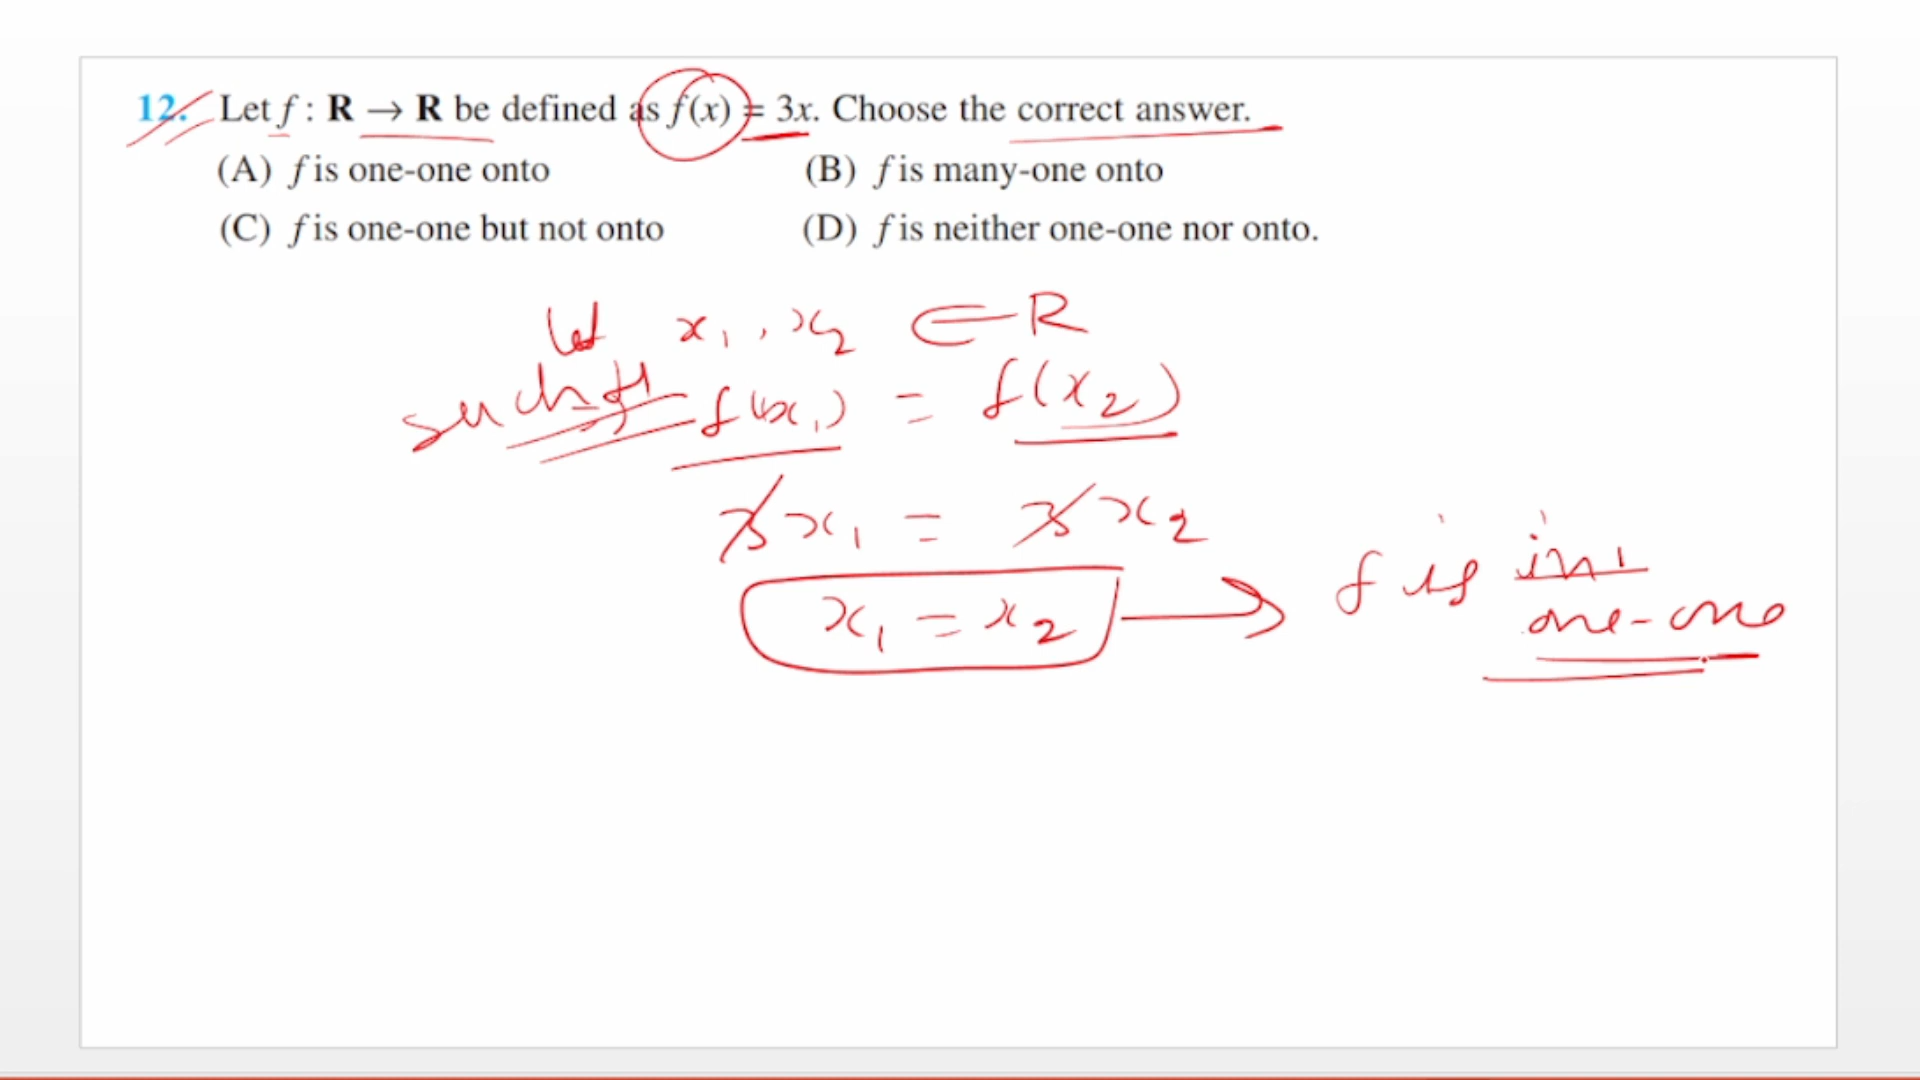 12. Let f : R → R be defined as f(x) = 3x. Choose the correct answer.
(A) f is one-one onto (B) f is many-one onto
(C) f is one-one but not onto (D) f is neither one-one nor onto.
let x₁, x₂ ∈ R
such f(x₁) = f(x₂)
3x₁ = 3x₂
x₁ = x₂ → f is
one-one